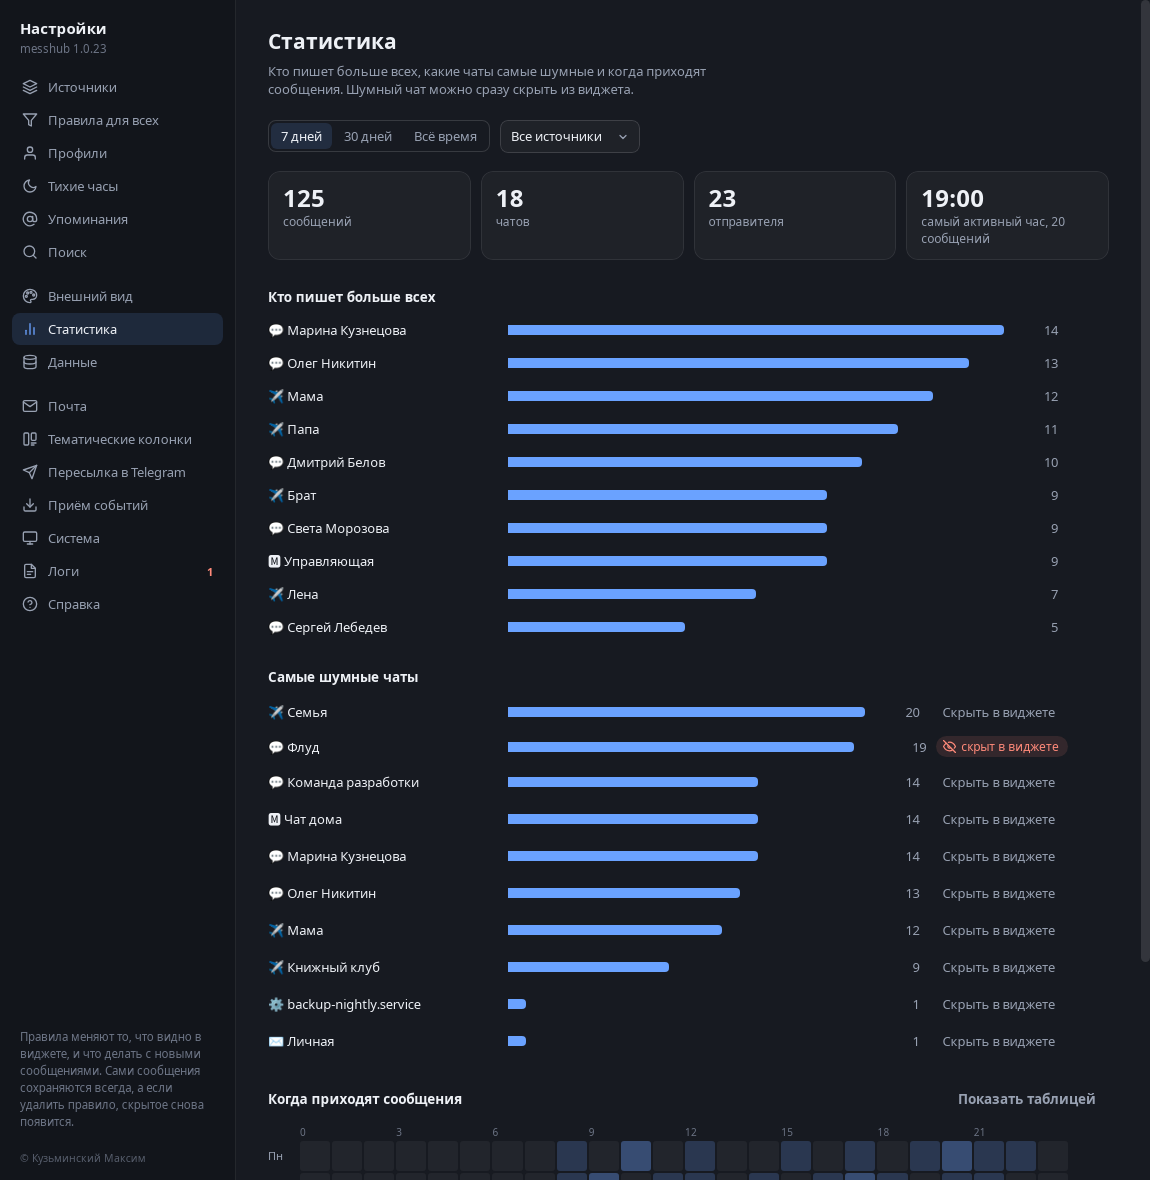 Настройки
messhub 1.0.23
Источники
Правила для всех
Профили
Тихие часы
Упоминания
Поиск
Внешний вид
Статистика
Данные
Почта
Тематические колонки
Пересылка в Telegram
Приём событий
Система
Логи 1
Справка
Правила меняют то, что видно в
виджете, и что делать с новыми
сообщениями. Сами сообщения
сохраняются всегда, а если
удалить правило, скрытое снова
появится.
© Кузьминский Максим
Статистика
Кто пишет больше всех, какие чаты самые шумные и когда приходят
сообщения. Шумный чат можно сразу скрыть из виджета.
7 дней 30 дней Всё время Все источники
125
сообщений
18
чатов
23
отправителя
19:00
самый активный час, 20
сообщений
Кто пишет больше всех
💬 Марина Кузнецова 14
💬 Олег Никитин 13
✈️ Мама 12
✈️ Папа 11
💬 Дмитрий Белов 10
✈️ Брат 9
💬 Света Морозова 9
M Управляющая 9
✈️ Лена 7
💬 Сергей Лебедев 5
Самые шумные чаты
✈️ Семья 20 Скрыть в виджете
💬 Флуд 19 скрыт в виджете
💬 Команда разработки 14 Скрыть в виджете
M Чат дома 14 Скрыть в виджете
💬 Марина Кузнецова 14 Скрыть в виджете
💬 Олег Никитин 13 Скрыть в виджете
✈️ Мама 12 Скрыть в виджете
✈️ Книжный клуб 9 Скрыть в виджете
⚙️ backup-nightly.service 1 Скрыть в виджете
✉️ Личная 1 Скрыть в виджете
Когда приходят сообщения Показать таблицей
0 3 6 9 12 15 18 21
Пн